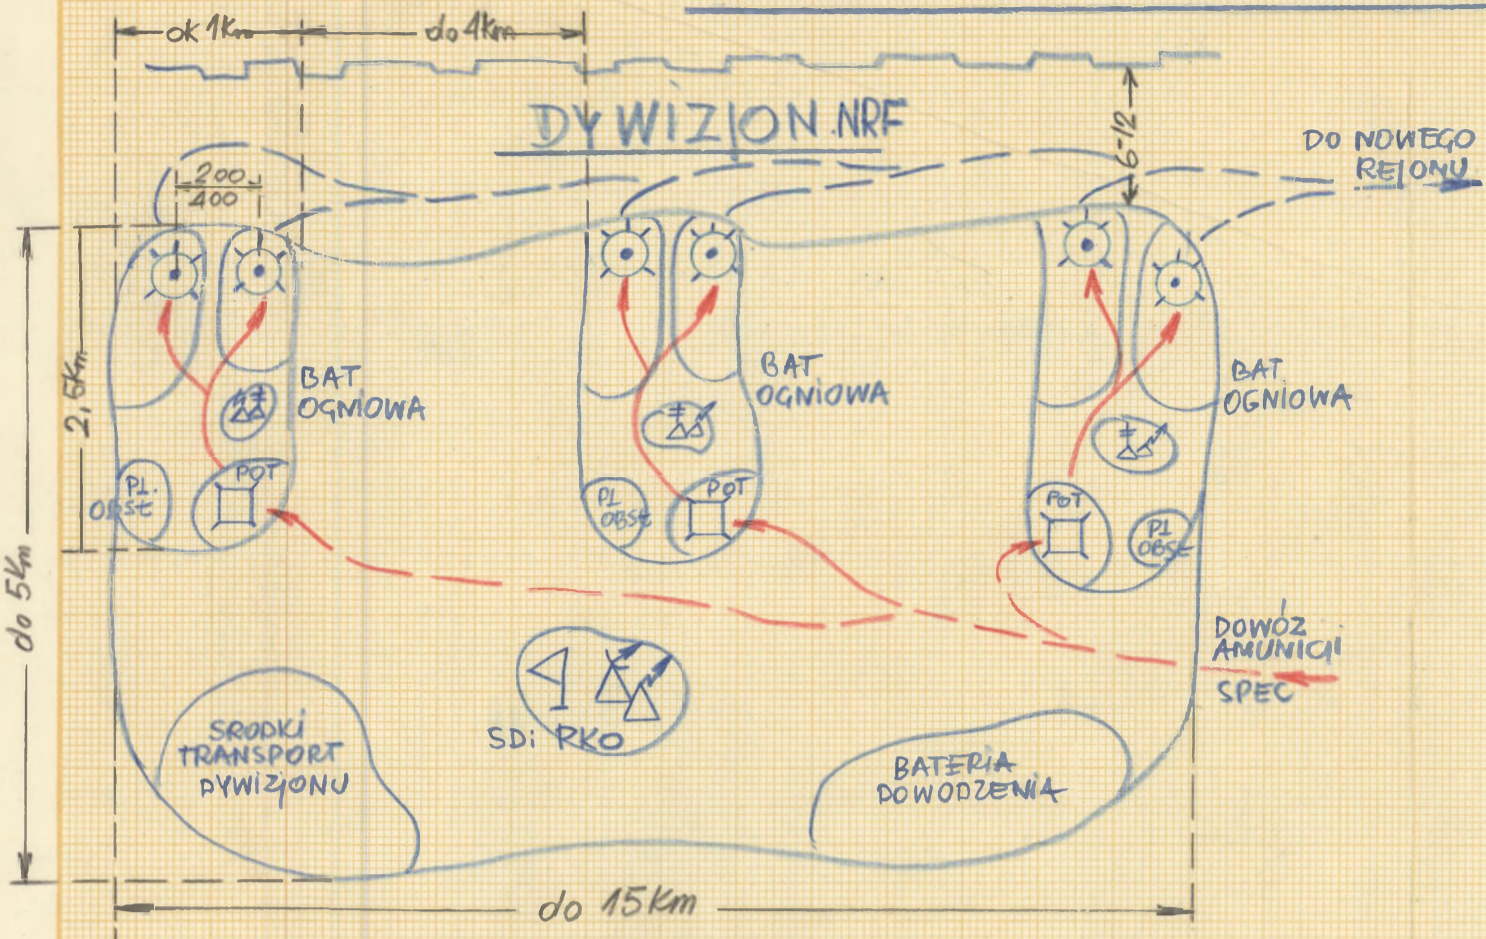 ok 1Km
do 4Km
DYWIZJON NRF
6-12
DO NOWEGO
REJONU
200
400
2,5Km
do 5Km
BAT
OGNIOWA
BAT
OGNIOWA
BAT
OGNIOWA
PL.
OBSŁ
POT
PL
OBSŁ
POT
POT
PL
OBSŁ
DOWÓZ
AMUNICJI
SPEC
SDi RKO
SRODKI
TRANSPORT
DYWIZJONU
BATERIA
DOWODZENIA
do 15Km